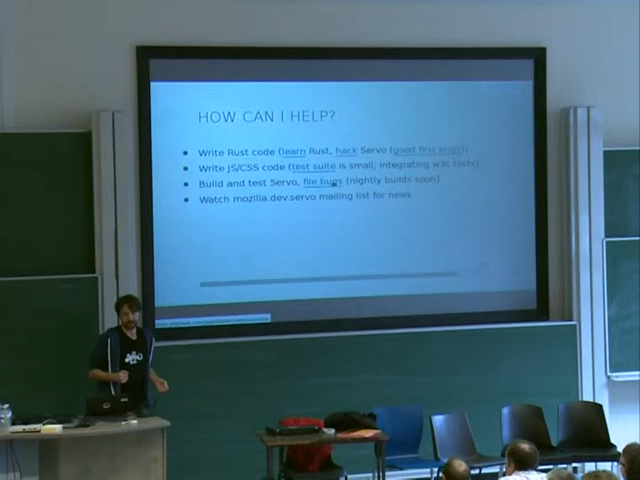 HOW CAN I HELP?
• Write Rust code (learn Rust, hack Servo (good first bugs))
• Write JS/CSS code (test suite is small; integrating w3c tests)
• Build and test Servo, file bugs (nightly builds soon)
• Watch mozilla.dev.servo mailing list for news